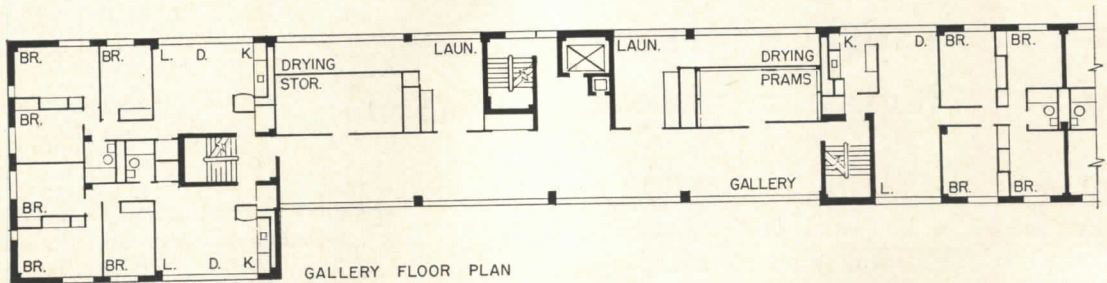 BR. BR. L. D. K. LAUN. LAUN. K. D. BR. BR.
DRYING DRYING
STOR. PRAMS
BR.
BR. GALLERY L. BR. BR.
BR. BR. L. D. K.
GALLERY FLOOR PLAN